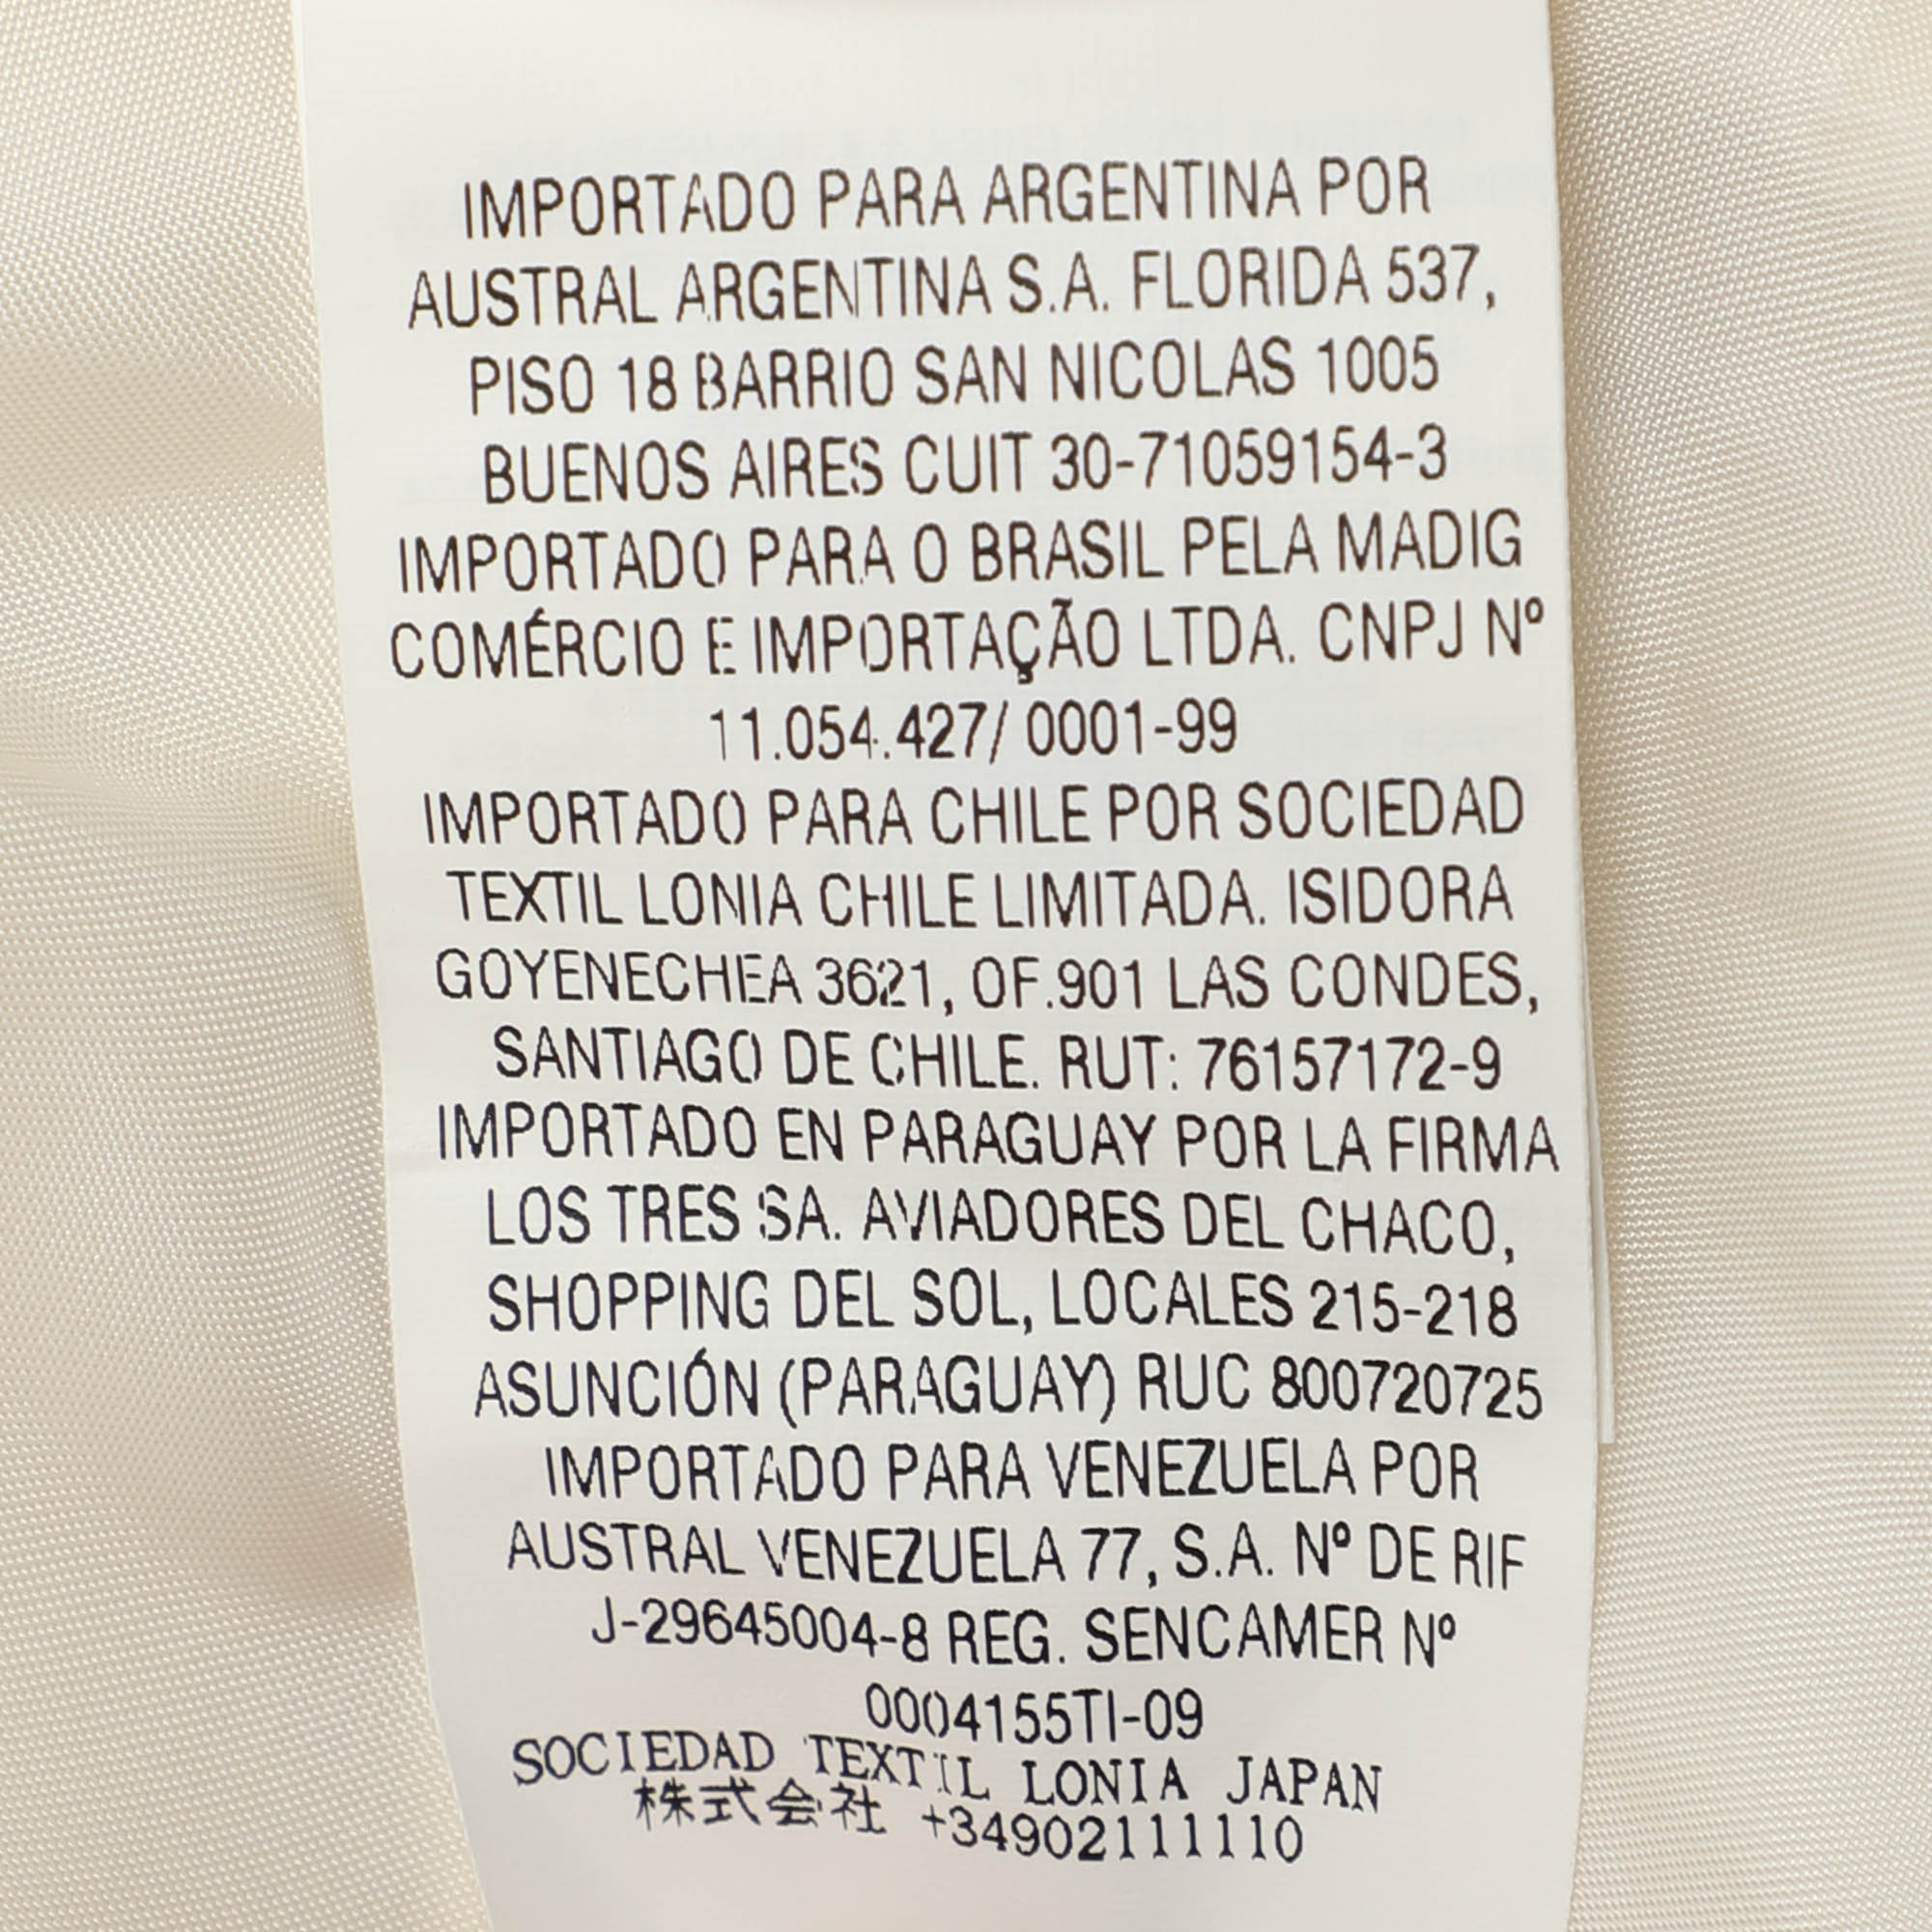 IMPORTADO PARA ARGENTINA POR
AUSTRAL ARGENTINA S.A. FLORIDA 537,
PISO 18 BARRIO SAN NICOLAS 1005
BUENOS AIRES CUIT 30-71059154-3
IMPORTADO PARA O BRASIL PELA MADIG
COMÉRCIO E IMPORTAÇÃO LTDA. CNPJ Nº
11.054.427/ 0001-99
IMPORTADO PARA CHILE POR SOCIEDAD
TEXTIL LONIA CHILE LIMITADA. ISIDORA
GOYENECHEA 3621, OF.901 LAS CONDES,
SANTIAGO DE CHILE. RUT: 76157172-9
IMPORTADO EN PARAGUAY POR LA FIRMA
LOS TRES SA. AVIADORES DEL CHACO,
SHOPPING DEL SOL, LOCALES 215-218
ASUNCIÓN (PARAGUAY) RUC 800720725
IMPORTADO PARA VENEZUELA POR
AUSTRAL VENEZUELA 77, S.A. Nº DE RIF
J-29645004-8 REG. SENCAMER Nº
0004155TI-09
SOCIEDAD TEXTIL LONIA JAPAN
株式会社 +34902111110